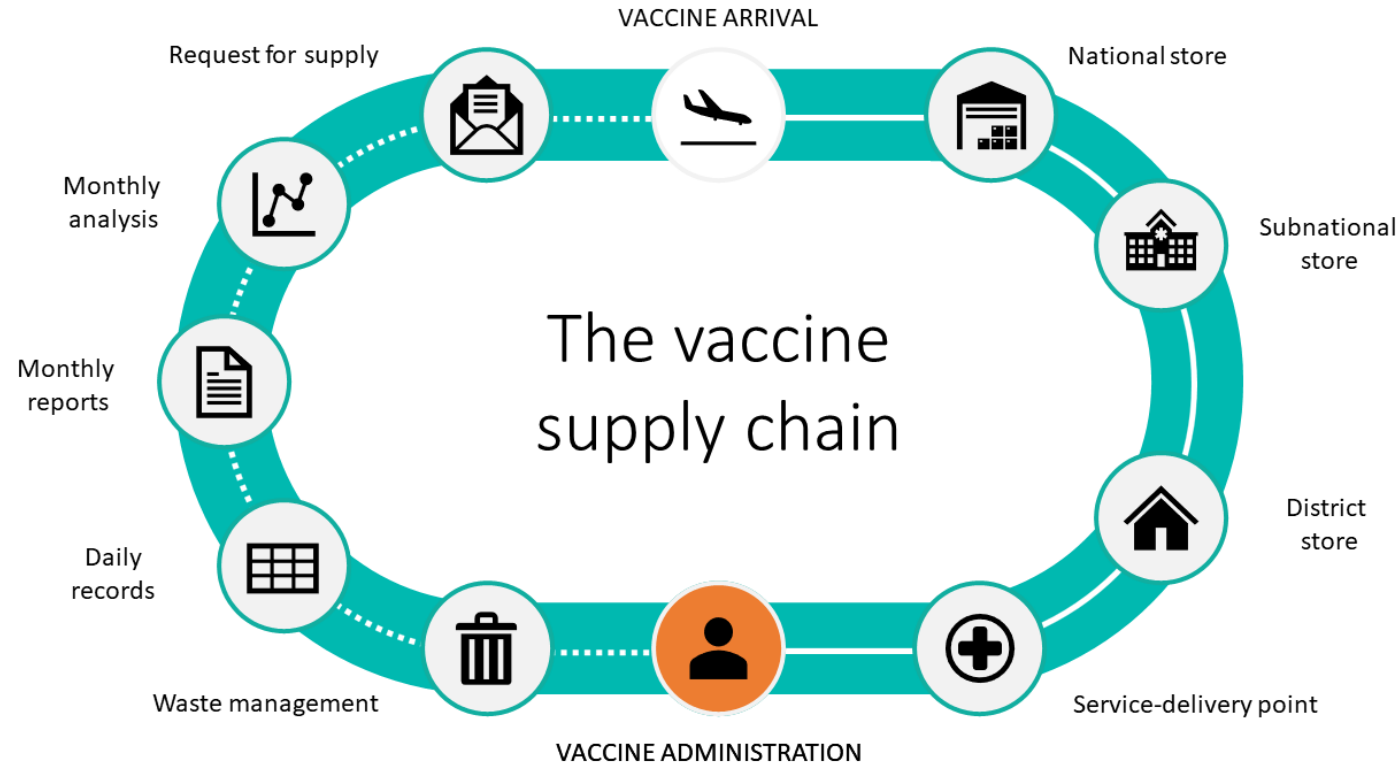 VACCINE ARRIVAL
Request for supply
National store
Monthly
analysis
Subnational
store
The vaccine
supply chain
Monthly
reports
District
store
Daily
records
Waste management
Service-delivery point
VACCINE ADMINISTRATION